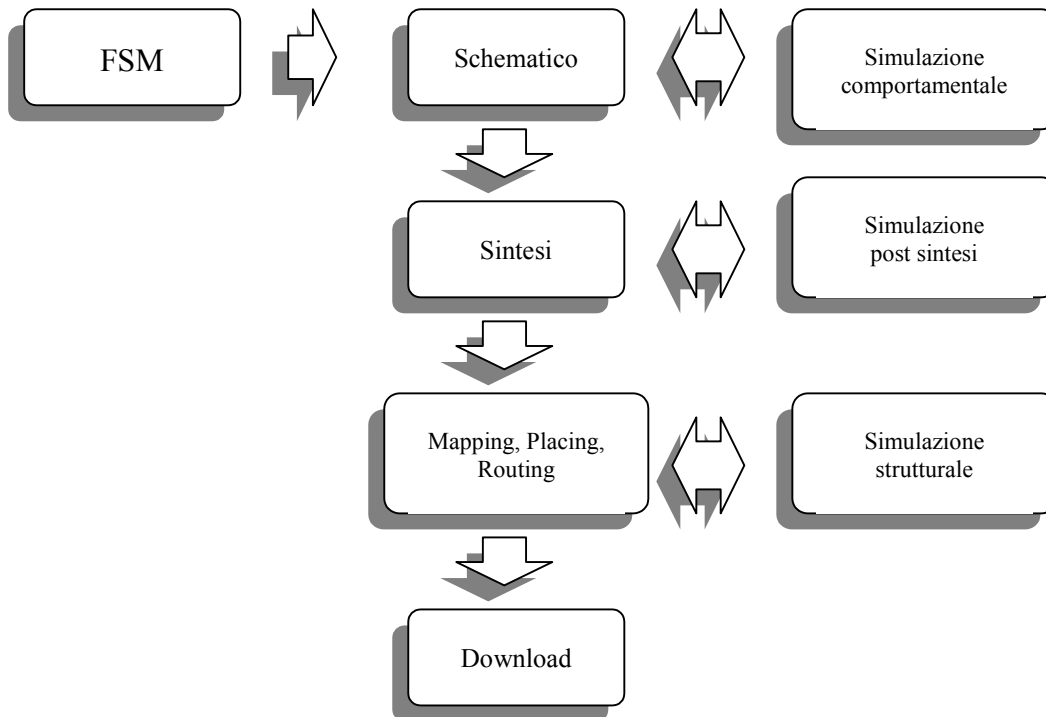 FSM
Schematico
Simulazione
comportamentale
Sintesi
Simulazione
post sintesi
Mapping, Placing,
Routing
Simulazione
strutturale
Download